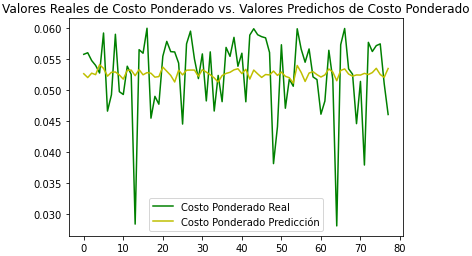 Valores Reales de Costo Ponderado vs. Valores Predichos de Costo Ponderado
0.060
0.055
0.050
0.045
0.040
0.035
0.030
Costo Ponderado Real
Costo Ponderado Predicción
0 10 20 30 40 50 60 70 80